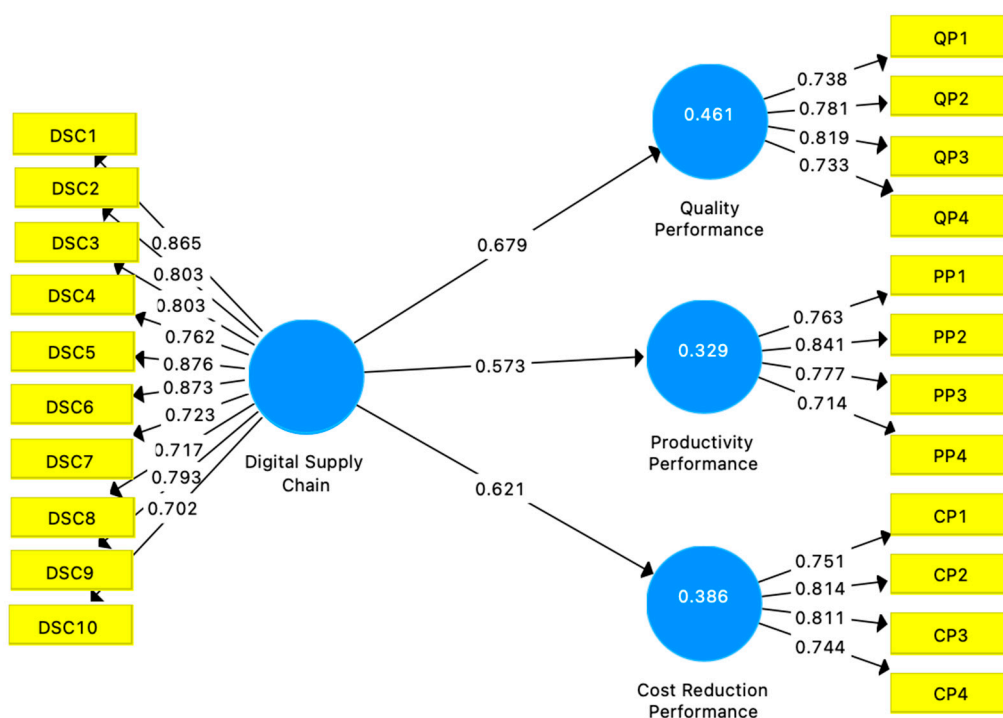 DSC1
DSC2
DSC3
DSC4
DSC5
DSC6
DSC7
DSC8
DSC9
DSC10
0.865
0.803
0.803
0.762
0.876
0.873
0.723
0.717
0.793
0.702
Digital Supply
Chain
0.679
0.573
0.621
0.461
Quality
Performance
0.738
0.781
0.819
0.733
QP1
QP2
QP3
QP4
0.329
Productivity
Performance
0.763
0.841
0.777
0.714
PP1
PP2
PP3
PP4
0.386
Cost Reduction
Performance
0.751
0.814
0.811
0.744
CP1
CP2
CP3
CP4